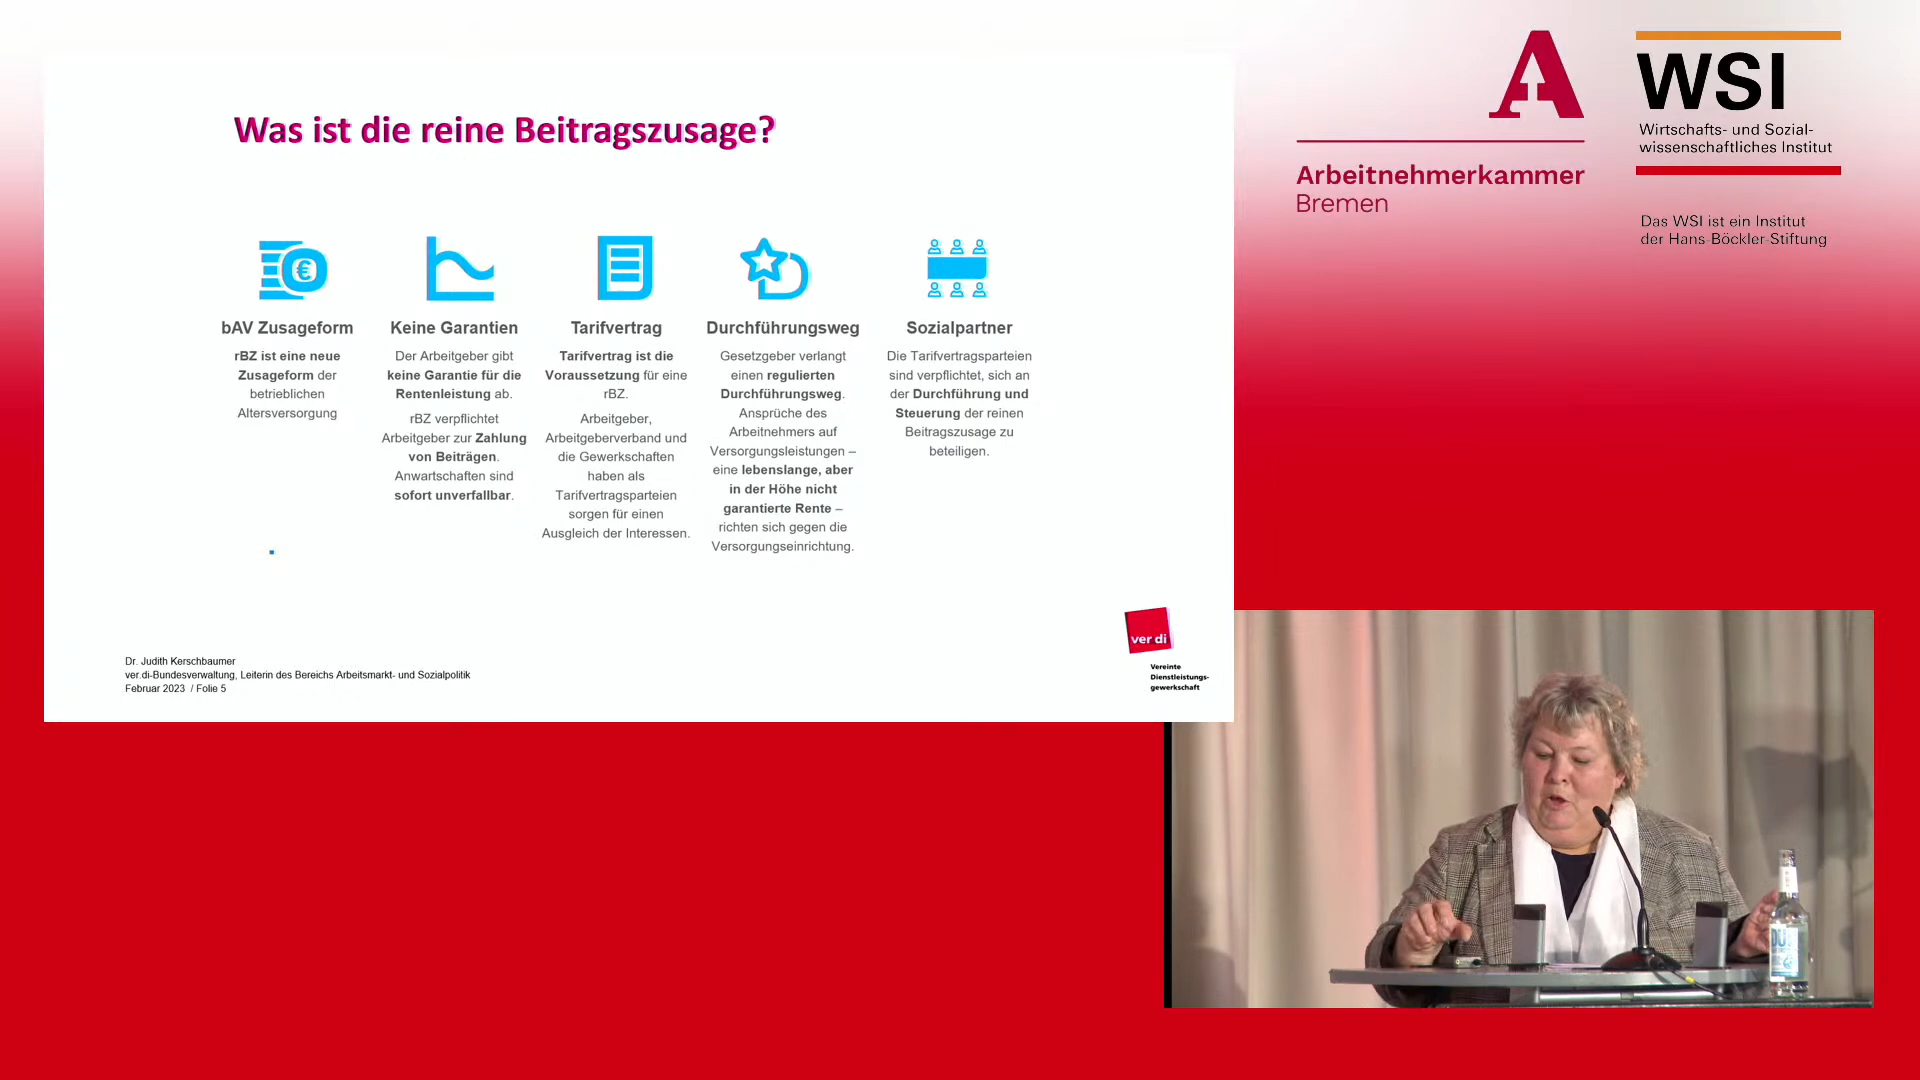 Was ist die reine Beitragszusage?
bAV Zusageform
rBZ ist eine neue
Zusageform der
betrieblichen
Altersversorgung
Keine Garantien
Der Arbeitgeber gibt
keine Garantie für die
Rentenleistung ab.
rBZ verpflichtet
Arbeitgeber zur Zahlung
von Beiträgen.
Anwartschaften sind
sofort unverfallbar.
Tarifvertrag
Tarifvertrag ist die
Voraussetzung für eine
rBZ.
Arbeitgeber,
Arbeitgeberverband und
die Gewerkschaften
haben als
Tarifvertragsparteien
sorgen für einen
Ausgleich der Interessen.
Durchführungsweg
Gesetzgeber verlangt
einen regulierten
Durchführungsweg.
Ansprüche des
Arbeitnehmers auf
Versorgungsleistungen –
eine lebenslange, aber
in der Höhe nicht
garantierte Rente –
richten sich gegen die
Versorgungseinrichtung.
Sozialpartner
Die Tarifvertragsparteien
sind verpflichtet, sich an
der Durchführung und
Steuerung der reinen
Beitragszusage zu
beteiligen.
Dr. Judith Kerschbaumer
ver.di-Bundesverwaltung, Leiterin des Bereichs Arbeitsmarkt- und Sozialpolitik
Februar 2023 / Folie 5
ver di
Vereinte
Dienstleistungs-
gewerkschaft
A
Arbeitnehmerkammer
Bremen
WSI
Wirtschafts- und Sozial-
wissenschaftliches Institut
Das WSI ist ein Institut
der Hans-Böckler-Stiftung